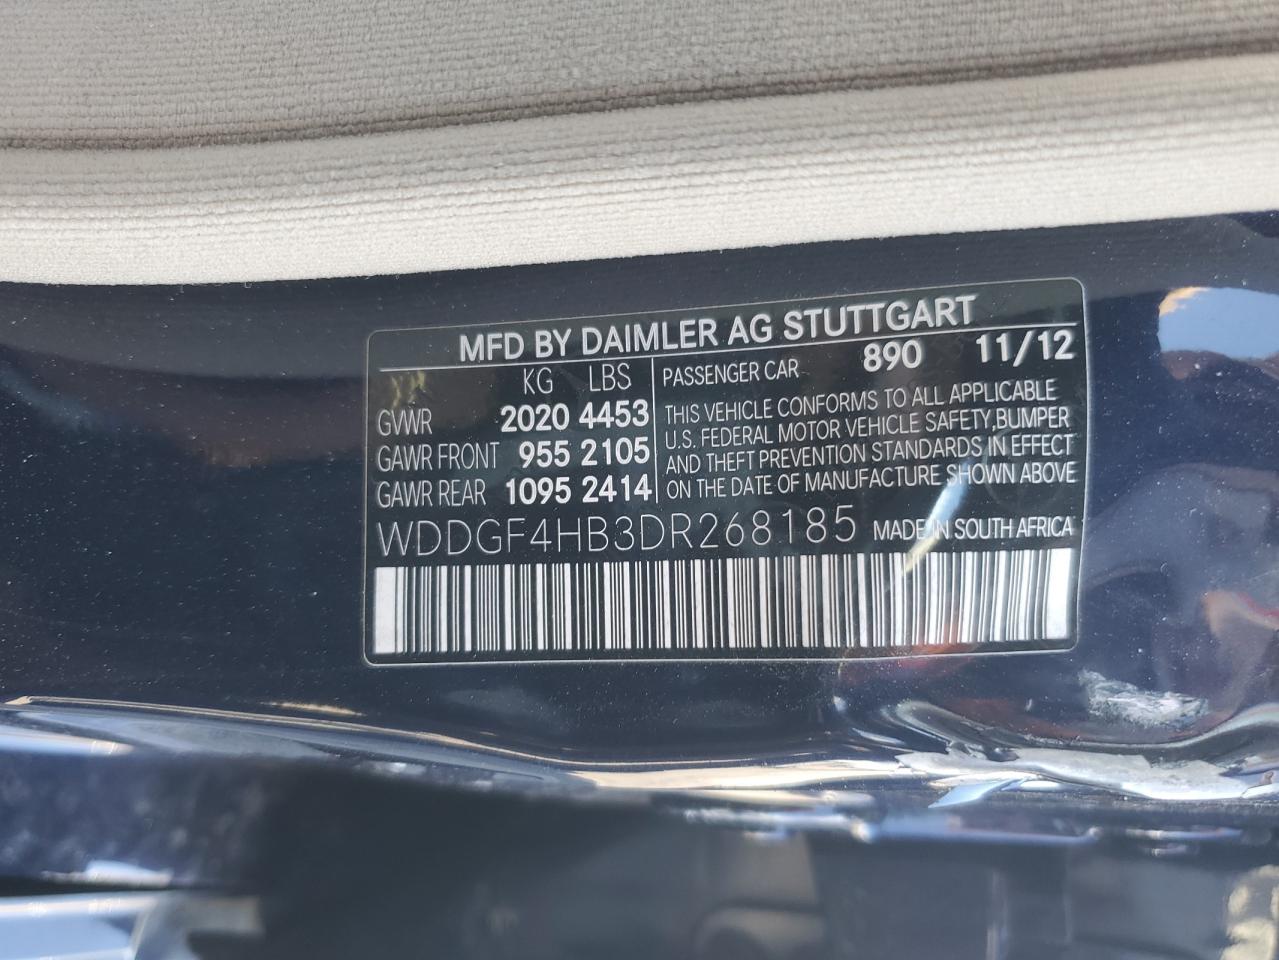 MFD BY DAIMLER AG STUTTGART
KG LBS
GVWR 2020 4453
GAWR FRONT 955 2105
GAWR REAR 1095 2414
PASSENGER CAR 890 11/12
THIS VEHICLE CONFORMS TO ALL APPLICABLE
U.S. FEDERAL MOTOR VEHICLE SAFETY,BUMPER
AND THEFT PREVENTION STANDARDS IN EFFECT
ON THE DATE OF MANUFACTURE SHOWN ABOVE
WDDGF4HB3DR268185 MADE IN SOUTH AFRICA